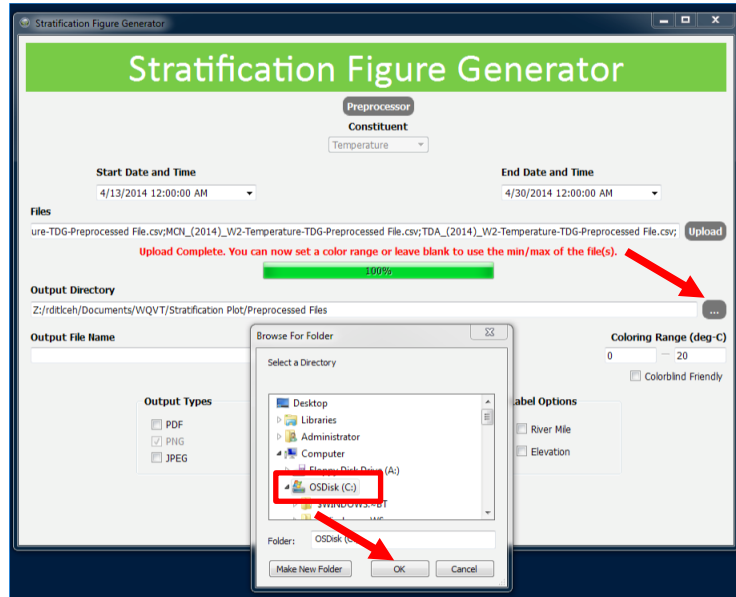 Stratification Figure Generator
Stratification Figure Generator
Preprocessor
Constituent
Temperature
Start Date and Time
End Date and Time
4/13/2014 12:00:00 AM
4/30/2014 12:00:00 AM
Files
ure-TDG-Preprocessed File.csv;MCN_(2014)_W2-Temperature-TDG-Preprocessed File.csv;TDA_(2014)_W2-Temperature-TDG-Preprocessed File.csv;
Upload
Upload Complete. You can now set a color range or leave blank to use the min/max of the file(s).
100%
Output Directory
Z:/rditlceh/Documents/WQVT/Stratification Plot/Preprocessed Files
...
Output File Name
Coloring Range (deg-C)
0 — 20
Colorblind Friendly
Output Types
PDF
PNG
JPEG
Label Options
River Mile
Elevation
Browse For Folder
Select a Directory
Desktop
Libraries
Administrator
Computer
Floppy Disk Drive (A:)
OSDisk (C:)
$WINDOWS.~BT
Folder:
OSDisk (C
Make New Folder
OK
Cancel